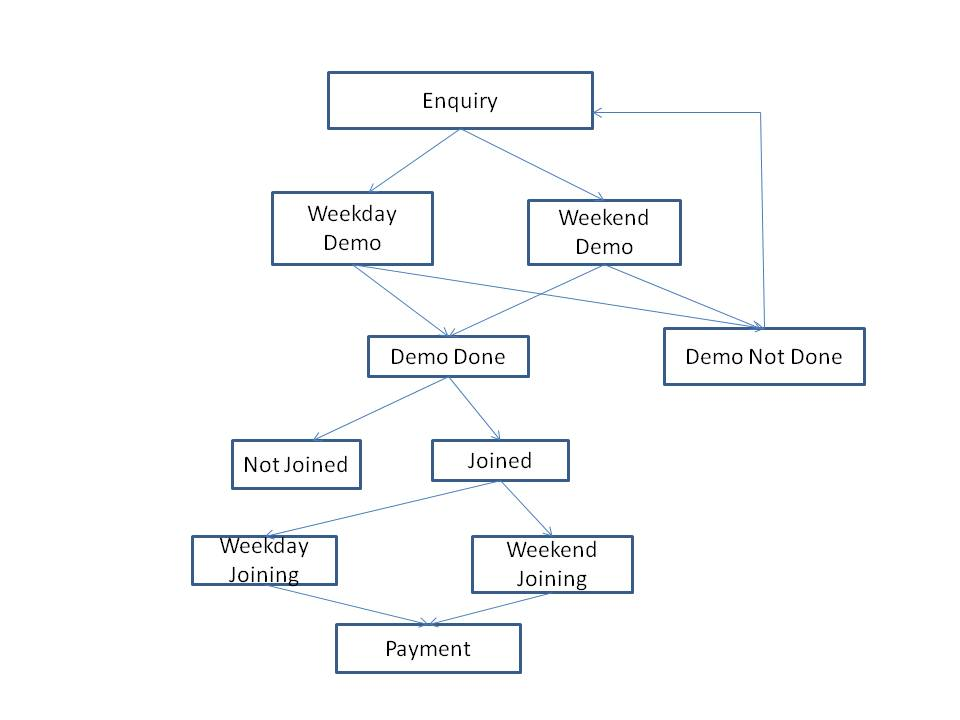 Enquiry
Weekday
Demo
Weekend
Demo
Demo Done
Demo Not Done
Not Joined
Joined
Weekday
Joining
Weekend
Joining
Payment